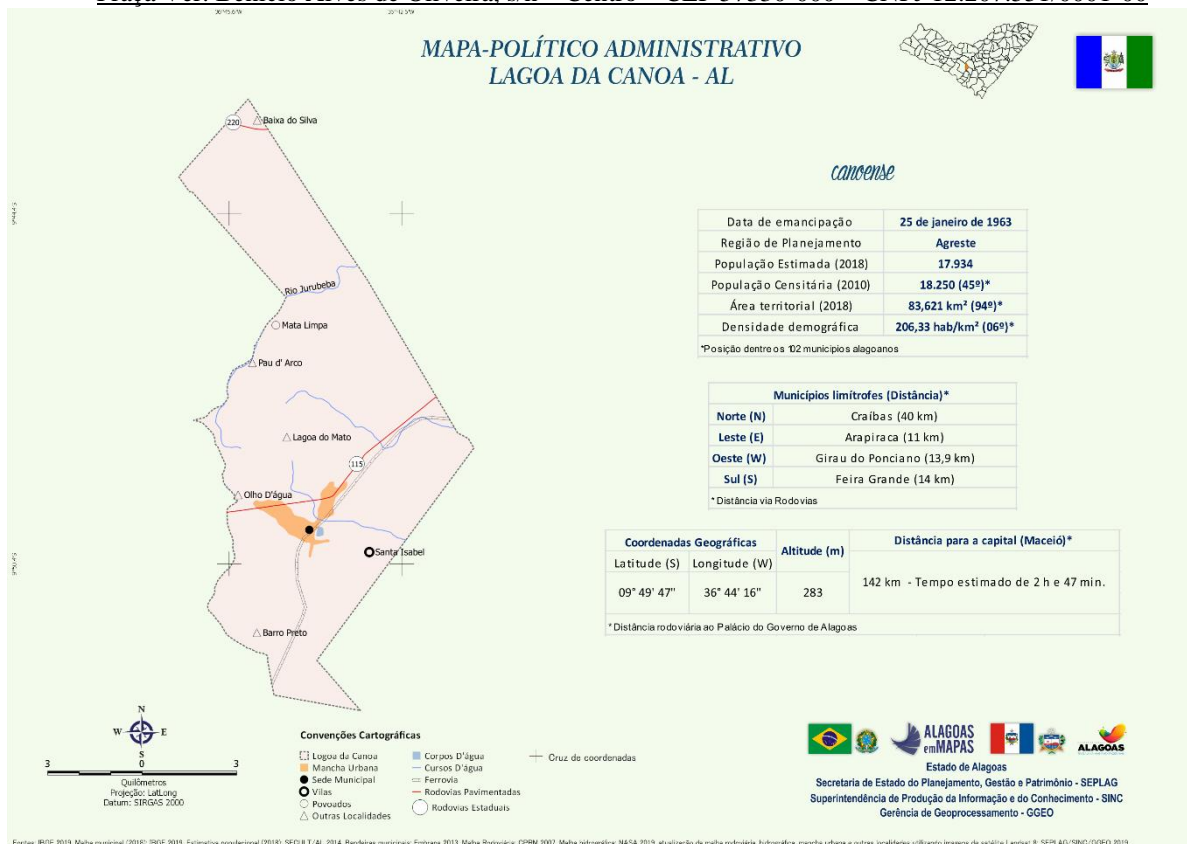 MAPA-POLÍTICO ADMINISTRATIVO
LAGOA DA CANOA - AL
220
Baixa do Silva
Rio Jurubeba
Mata Limpa
Pau d' Arco
Lagoa do Mato
115
Olho D'água
Santa Isabel
Barro Preto
canoense
Data de emancipação 25 de janeiro de 1963
Região de Planejamento Agreste
População Estimada (2018) 17.934
População Censitária (2010) 18.250 (45º)*
Área territorial (2018) 83,621 km² (94º)*
Densidade demográfica 206,33 hab/km² (06º)*
*Posição dentre os 102 municípios alagoanos
Municípios limítrofes (Distância)*
Norte (N) Craíbas (40 km)
Leste (E) Arapiraca (11 km)
Oeste (W) Girau do Ponciano (13,9 km)
Sul (S) Feira Grande (14 km)
* Distância via Rodovias
Coordenadas Geográficas Altitude (m) Distância para a capital (Maceió)*
Latitude (S) Longitude (W)
09° 49' 47" 36° 44' 16" 283 142 km - Tempo estimado de 2 h e 47 min.
* Distância rodoviária ao Palácio do Governo de Alagoas
N
W E
S
3 0 3
Quilômetros
Projeção: LatLong
Datum: SIRGAS 2000
Convenções Cartográficas
Logoa da Canoa
Mancha Urbana
Sede Municipal
Vilas
Povoados
Outras Localidades
Corpos D'água
Cursos D'água
Ferrovia
Rodovias Pavimentadas
Rodovias Estaduais
Cruz de coordenadas
ALAGOAS
emMAPAS
ALAGOAS
Estado de Alagoas
Secretaria de Estado do Planejamento, Gestão e Patrimônio - SEPLAG
Superintendência de Produção da Informação e do Conhecimento - SINC
Gerência de Geoprocessamento - GGEO